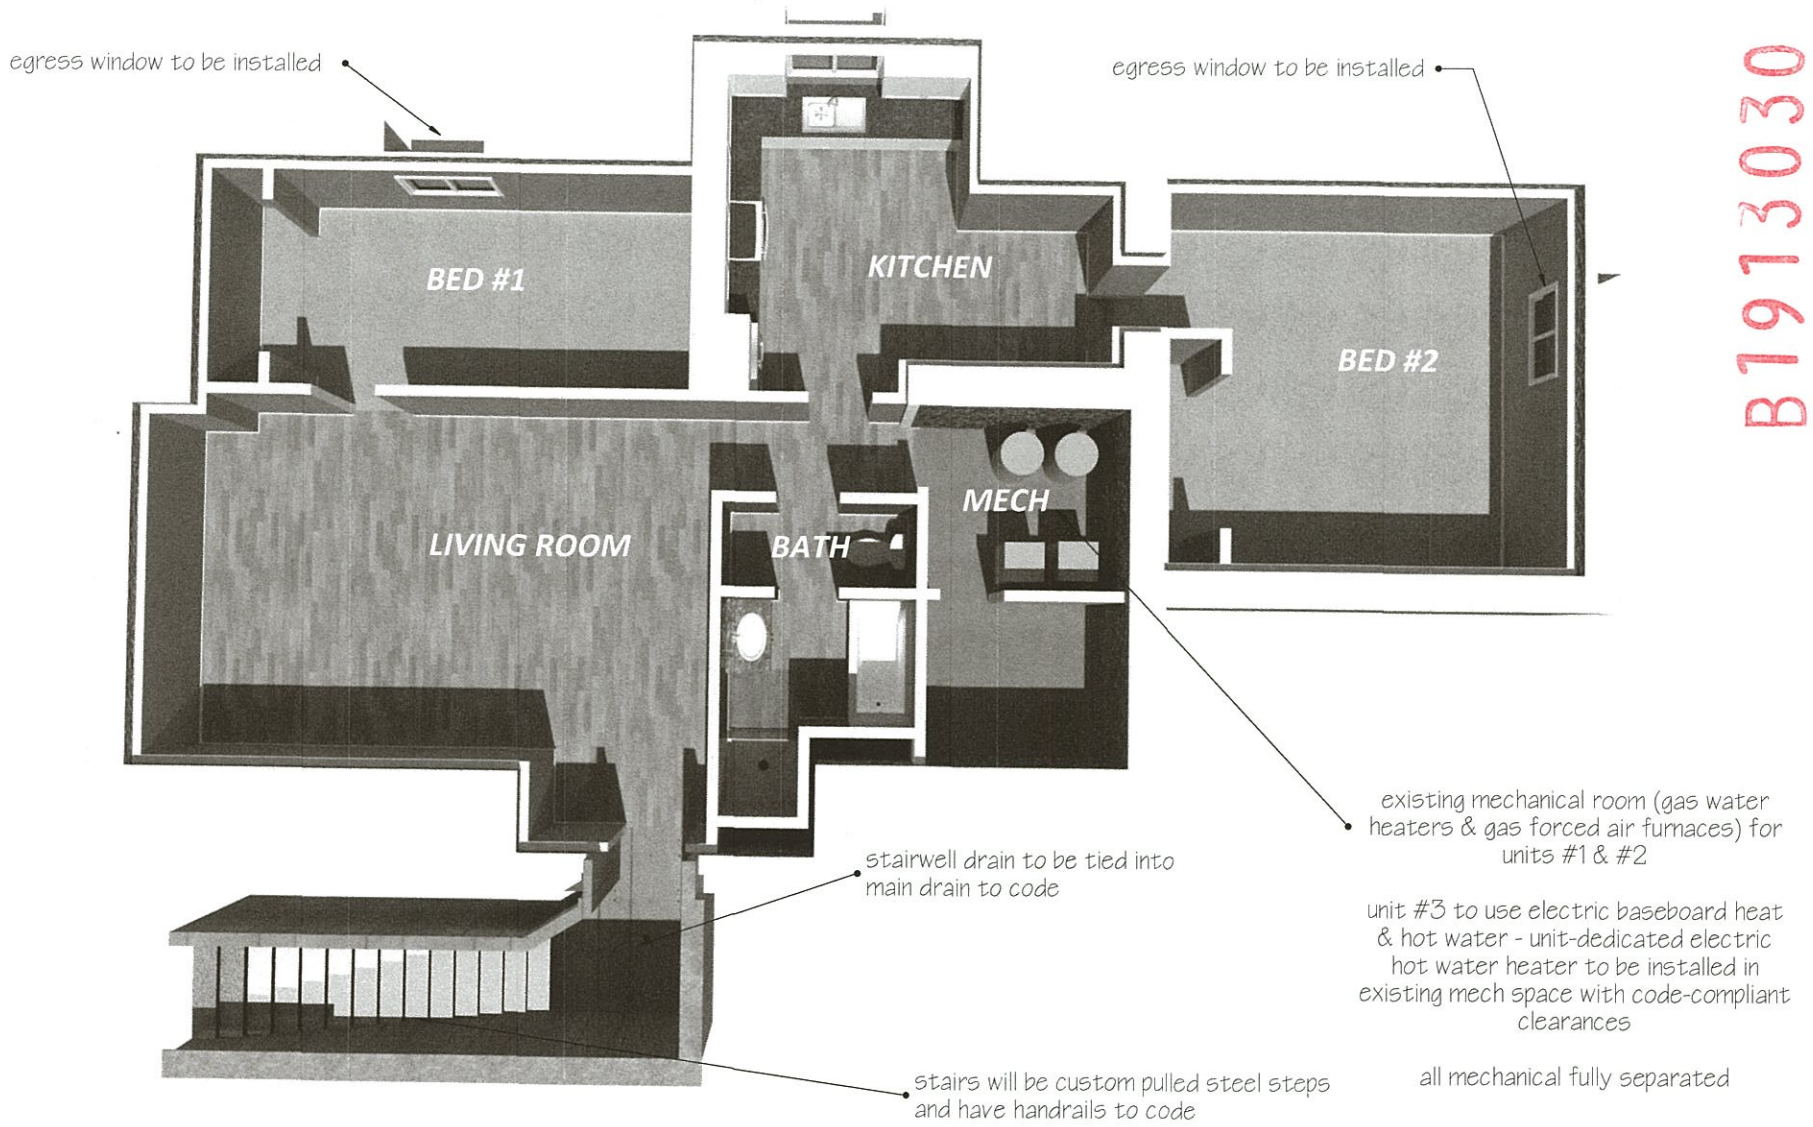 egress window to be installed
egress window to be installed
B1913030
BED #1
KITCHEN
BED #2
MECH
LIVING ROOM
BATH
existing mechanical room (gas water
heaters & gas forced air furnaces) for
units #1 & #2
stairwell drain to be tied into
main drain to code
unit #3 to use electric baseboard heat
& hot water - unit-dedicated electric
hot water heater to be installed in
existing mech space with code-compliant
clearances
all mechanical fully separated
stairs will be custom pulled steel steps
and have handrails to code